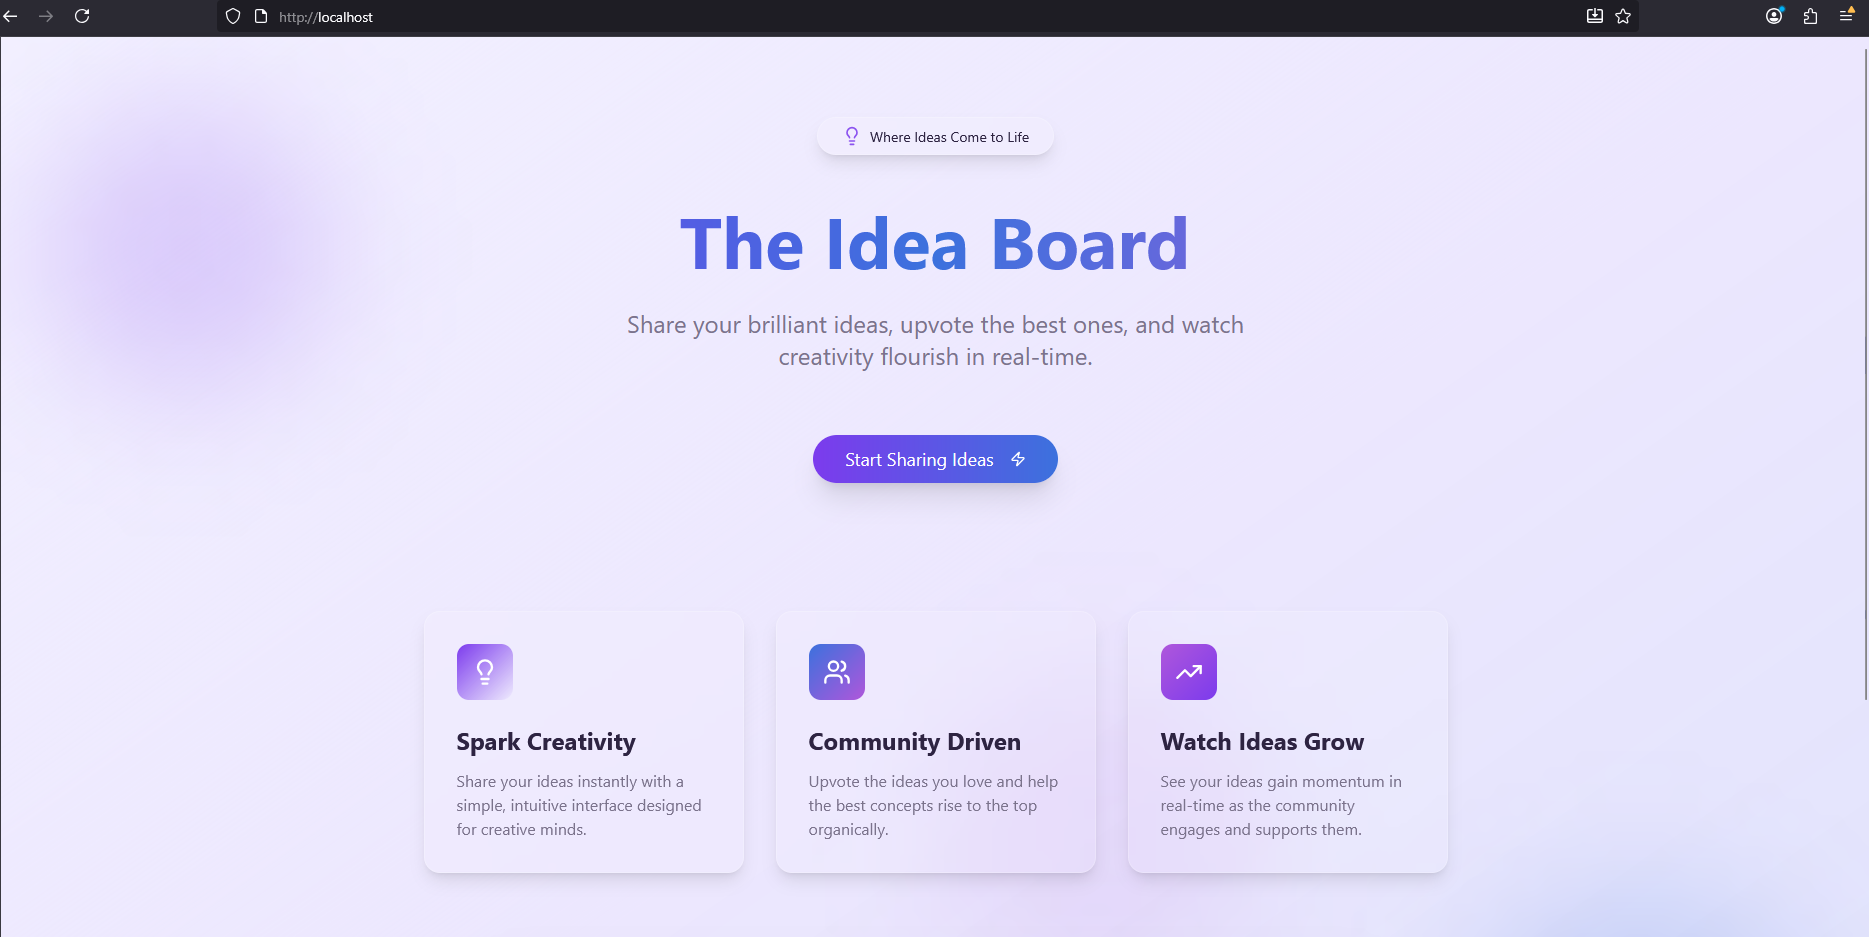 http://localhost
Where Ideas Come to Life
The Idea Board
Share your brilliant ideas, upvote the best ones, and watch
creativity flourish in real-time.
Start Sharing Ideas
Spark Creativity
Share your ideas instantly with a
simple, intuitive interface designed
for creative minds.
Community Driven
Upvote the ideas you love and help
the best concepts rise to the top
organically.
Watch Ideas Grow
See your ideas gain momentum in
real-time as the community
engages and supports them.